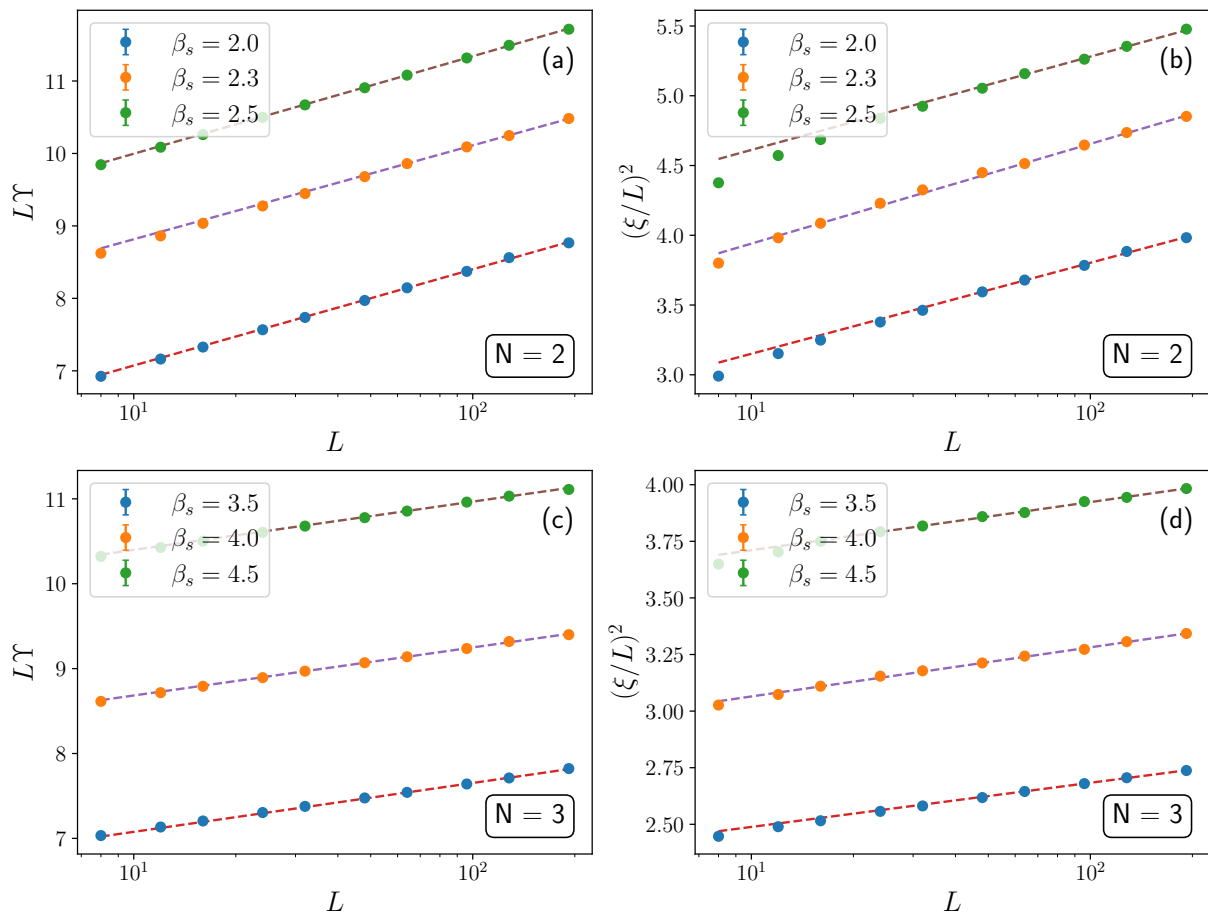 (a)
β_s = 2.0
β_s = 2.3
β_s = 2.5
LΥ
11
10
9
8
7
N = 2
10^1
10^2
L
(b)
β_s = 2.0
β_s = 2.3
β_s = 2.5
(ξ/L)^2
5.5
5.0
4.5
4.0
3.5
3.0
N = 2
10^1
10^2
L
(c)
β_s = 3.5
β_s = 4.0
β_s = 4.5
LΥ
11
10
9
8
7
N = 3
10^1
10^2
L
(d)
β_s = 3.5
β_s = 4.0
β_s = 4.5
(ξ/L)^2
4.00
3.75
3.50
3.25
3.00
2.75
2.50
N = 3
10^1
10^2
L